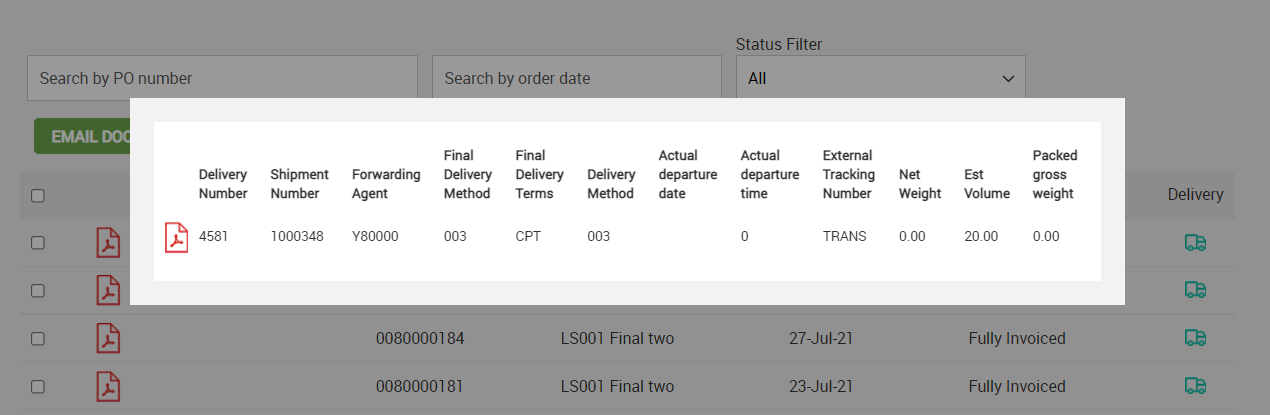 Status Filter
Search by PO number Search by order date All
EMAIL DOC
Delivery Number Shipment Number Forwarding Agent Final Delivery Method Final Delivery Terms Delivery Method Actual departure date Actual departure time External Tracking Number Net Weight Est Volume Packed gross weight
Delivery
4581 1000348 Y80000 003 CPT 003 0 TRANS 0.00 20.00 0.00
0080000184 LS001 Final two 27-Jul-21 Fully Invoiced
0080000181 LS001 Final two 23-Jul-21 Fully Invoiced